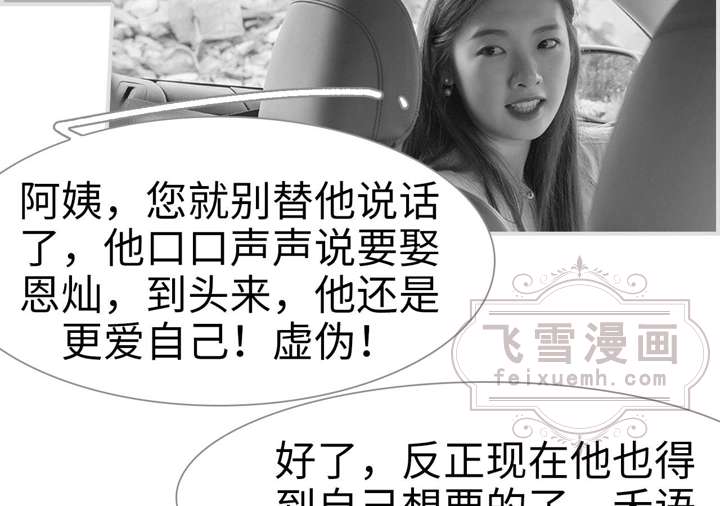 阿姨，您就别替他说话
了，他口口声声说要娶
恩灿，到头来，他还是
更爱自己！虚伪！
飞雪漫画
feixuemh.com
好了，反正现在他也得
到自己想要的了，千语